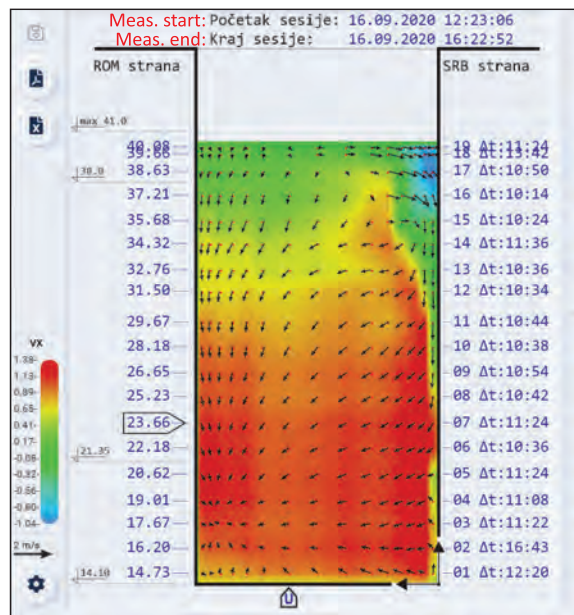 Meas. start: Početak sesije: 16.09.2020 12:23:06
Meas. end: Kraj sesije: 16.09.2020 16:22:52
ROM strana
SRB strana
max 41.0
40.08
19 Δt:11:24
39.66
18 Δt:13:42
38.63
17 Δt:10:50
38.0
37.21
16 Δt:10:14
35.68
15 Δt:10:24
34.32
14 Δt:11:36
32.76
13 Δt:10:36
31.50
12 Δt:10:34
29.67
11 Δt:10:44
28.18
10 Δt:10:38
26.65
09 Δt:10:54
25.23
08 Δt:10:42
23.66
07 Δt:11:24
22.18
06 Δt:10:36
21.35
20.62
05 Δt:11:24
19.01
04 Δt:11:08
17.67
03 Δt:11:22
16.20
02 Δt:16:43
14.73
01 Δt:12:20
14.10
VX
1.38
1.13
0.89
0.65
0.41
0.17
-0.08
-0.32
-0.56
-0.80
-1.04
2 m/s
U